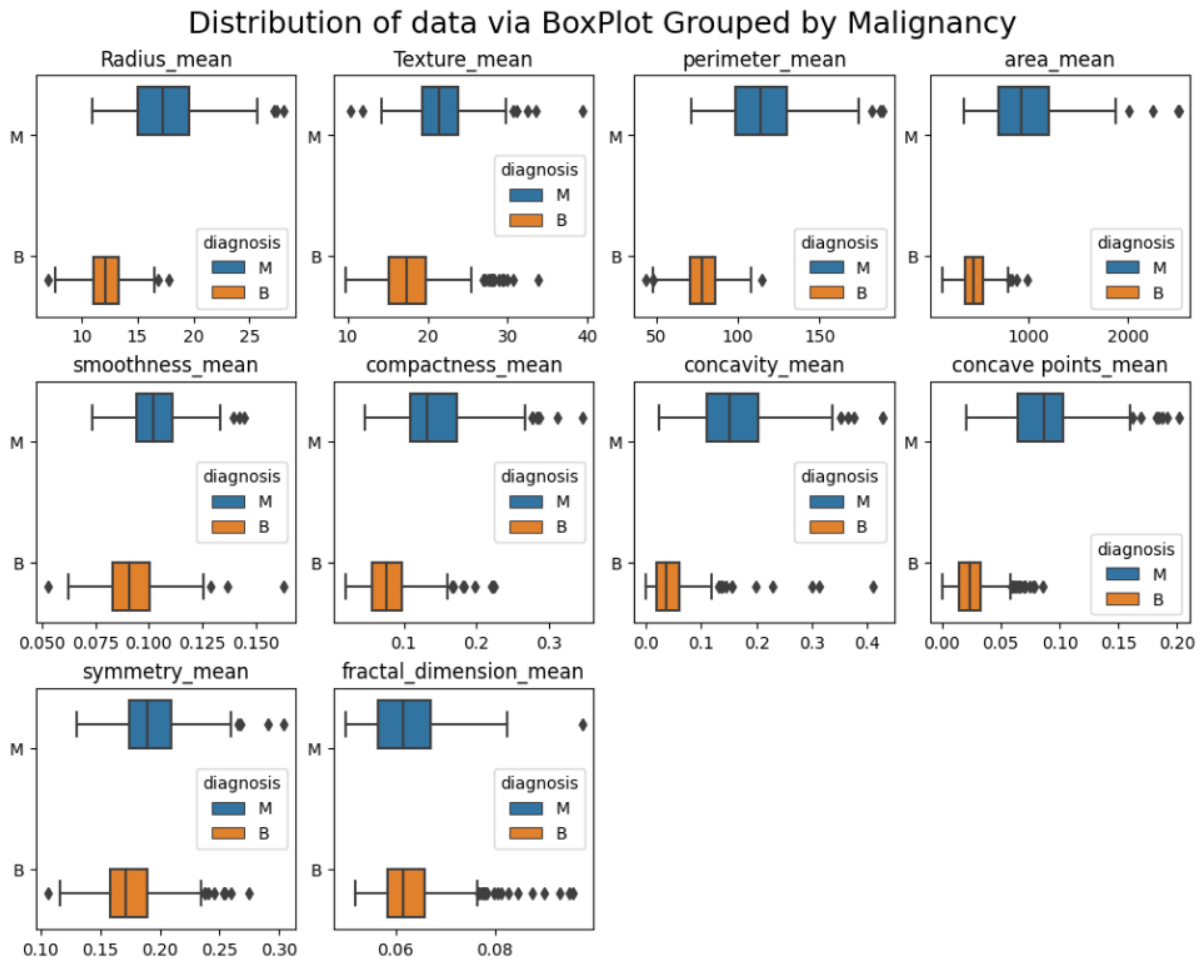 Distribution of data via BoxPlot Grouped by Malignancy
Radius_mean
M
B
diagnosis
M
B
10 15 20 25
Texture_mean
M
B
diagnosis
M
B
10 20 30 40
perimeter_mean
M
B
diagnosis
M
B
50 100 150
area_mean
M
B
diagnosis
M
B
1000 2000
smoothness_mean
M
B
diagnosis
M
B
0.050 0.075 0.100 0.125 0.150
compactness_mean
M
B
diagnosis
M
B
0.1 0.2 0.3
concavity_mean
M
B
diagnosis
M
B
0.0 0.1 0.2 0.3 0.4
concave points_mean
M
B
diagnosis
M
B
0.00 0.05 0.10 0.15 0.20
symmetry_mean
M
B
diagnosis
M
B
0.10 0.15 0.20 0.25 0.30
fractal_dimension_mean
M
B
diagnosis
M
B
0.06 0.08